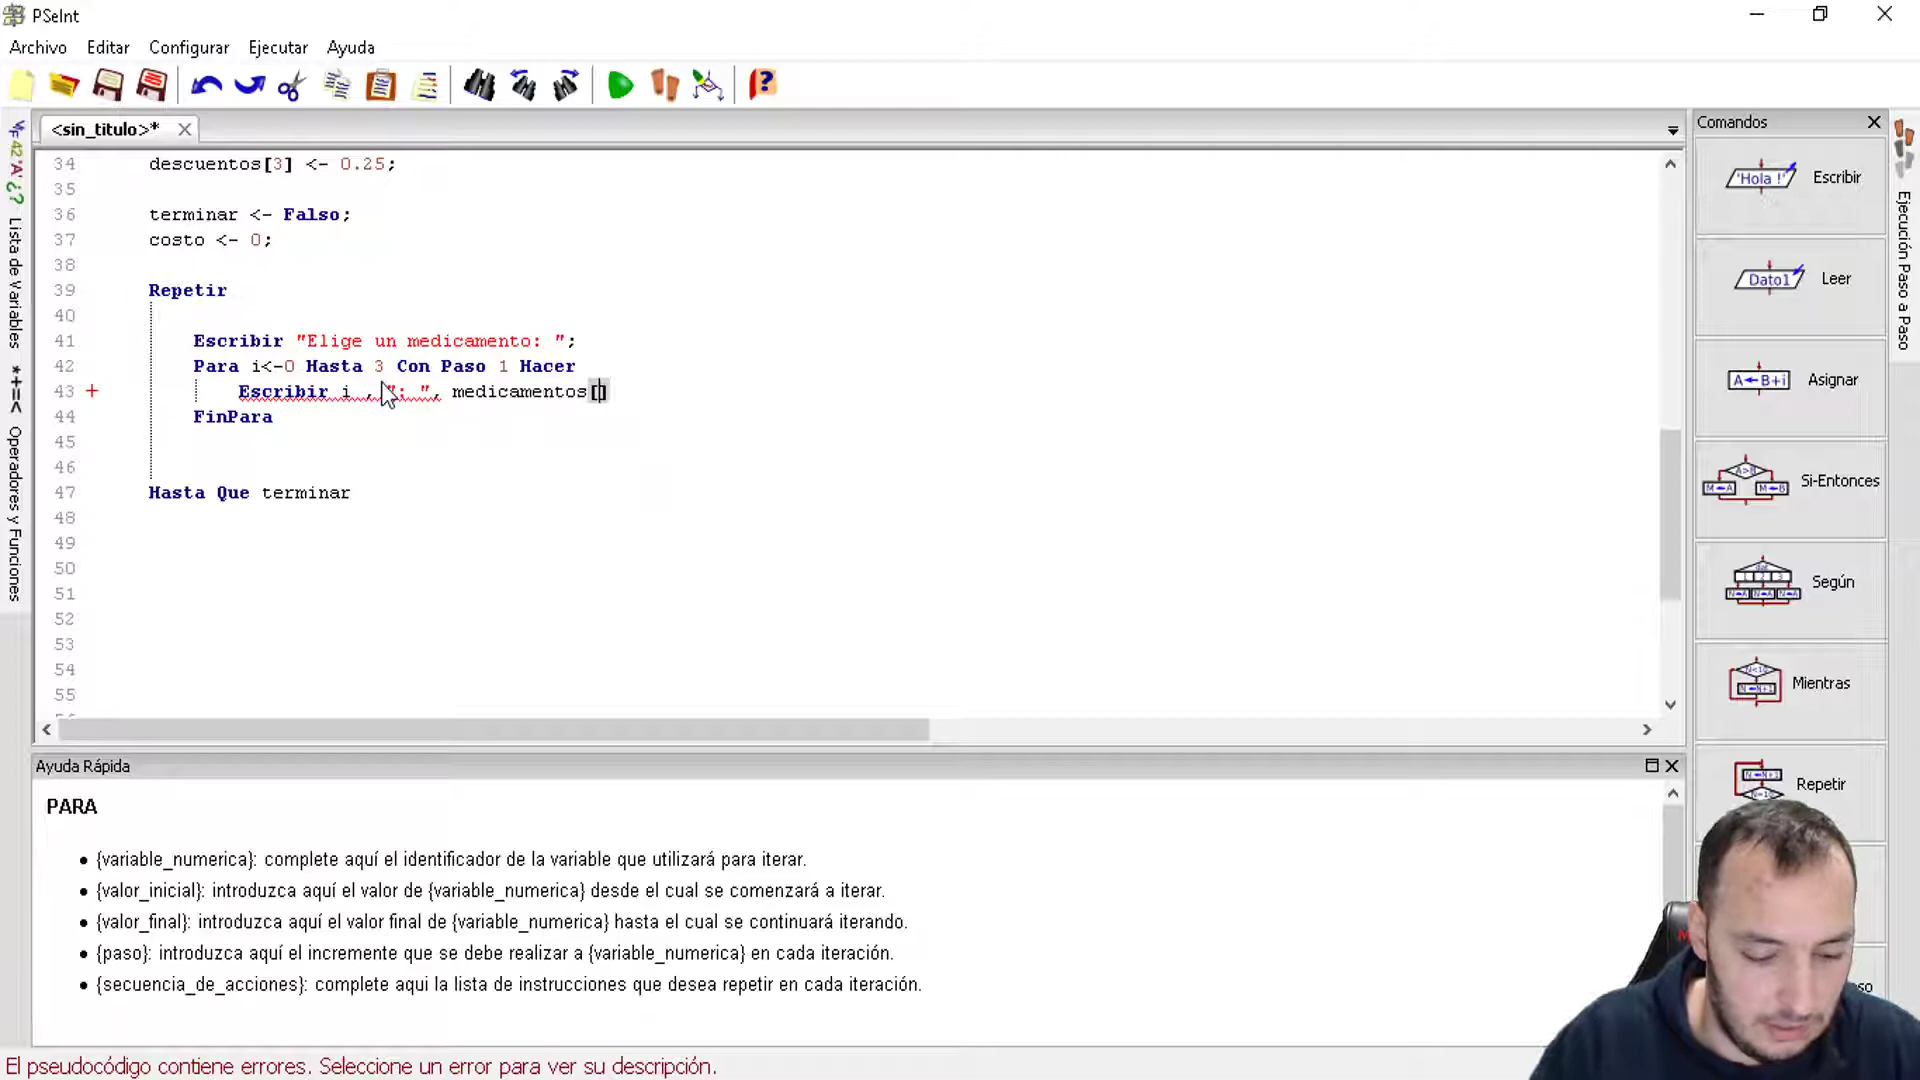 PSeInt
Archivo Editar Configurar Ejecutar Ayuda
<sin_titulo>*
34 descuentos[3] <- 0.25;
35
36 terminar <- Falso;
37 costo <- 0;
38
39 Repetir
40
41 Escribir "Elige un medicamento: ";
42 Para i<-0 Hasta 3 Con Paso 1 Hacer
43 Escribir i , ": ", medicamentos[]
44 FinPara
45
46
47 Hasta Que terminar
48
49
50
51
52
53
54
55
Lista de Variables
*+=< Operadores y Funciones
Comandos
'Hola !' Escribir
Dato1 Leer
A←B+i Asignar
Si-Entonces
Según
Mientras
Repetir
Ejecución Paso a Paso
Ayuda Rápida
PARA
{variable_numerica}: complete aquí el identificador de la variable que utilizará para iterar.
{valor_inicial}: introduzca aquí el valor de {variable_numerica} desde el cual se comenzará a iterar.
{valor_final}: introduzca aquí el valor final de {variable_numerica} hasta el cual se continuará iterando.
{paso}: introduzca aquí el incremente que se debe realizar a {variable_numerica} en cada iteración.
{secuencia_de_acciones}: complete aqui la lista de instrucciones que desea repetir en cada iteración.
El pseudocódigo contiene errores. Seleccione un error para ver su descripción.